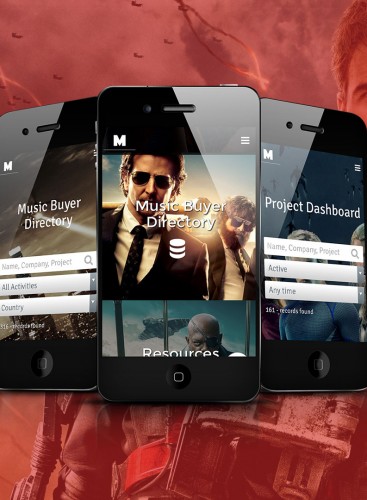 M
Music Buyer
Directory
Name, Company, Project
All Activities
Country
316 - records found
M
Music Buyer
Directory
Resources
M
Project Dashboard
Name, Company, Project
Active
Any time
161 - records found